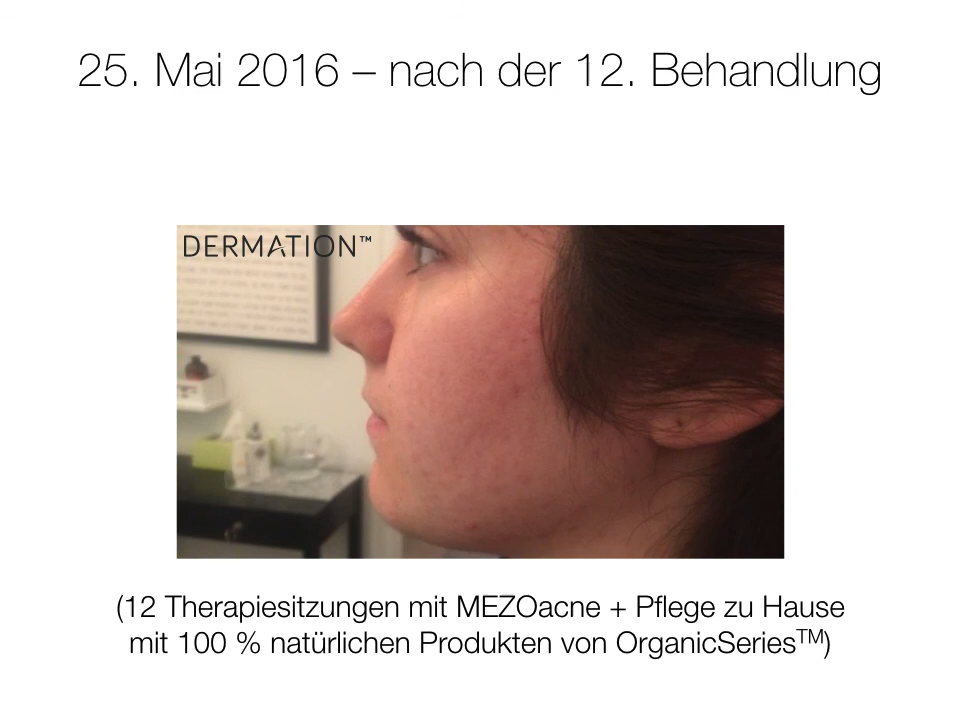 25. Mai 2016 – nach der 12. Behandlung
DERMATION™
(12 Therapiesitzungen mit MEZOacne + Pflege zu Hause
mit 100 % natürlichen Produkten von OrganicSeries™)